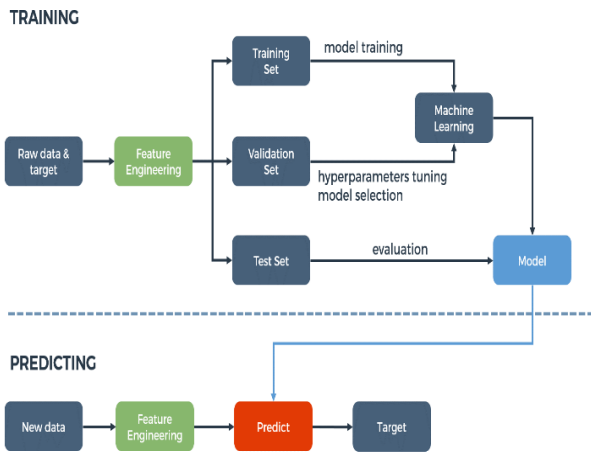 TRAINING
Training
Set
model training
Machine
Learning
Raw data &
target
Feature
Engineering
Validation
Set
hyperparameters tuning
model selection
Test Set
evaluation
Model
PREDICTING
New data
Feature
Engineering
Predict
Target